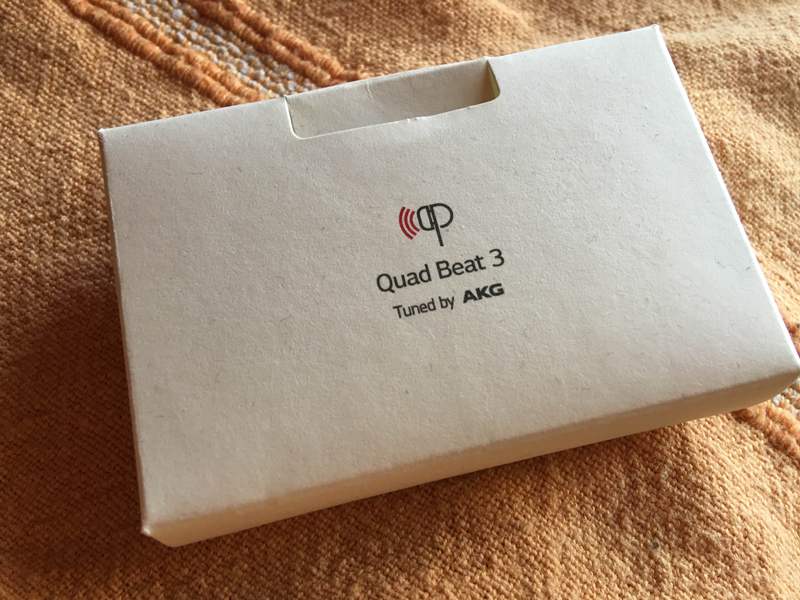 Quad Beat 3
Tuned by AKG